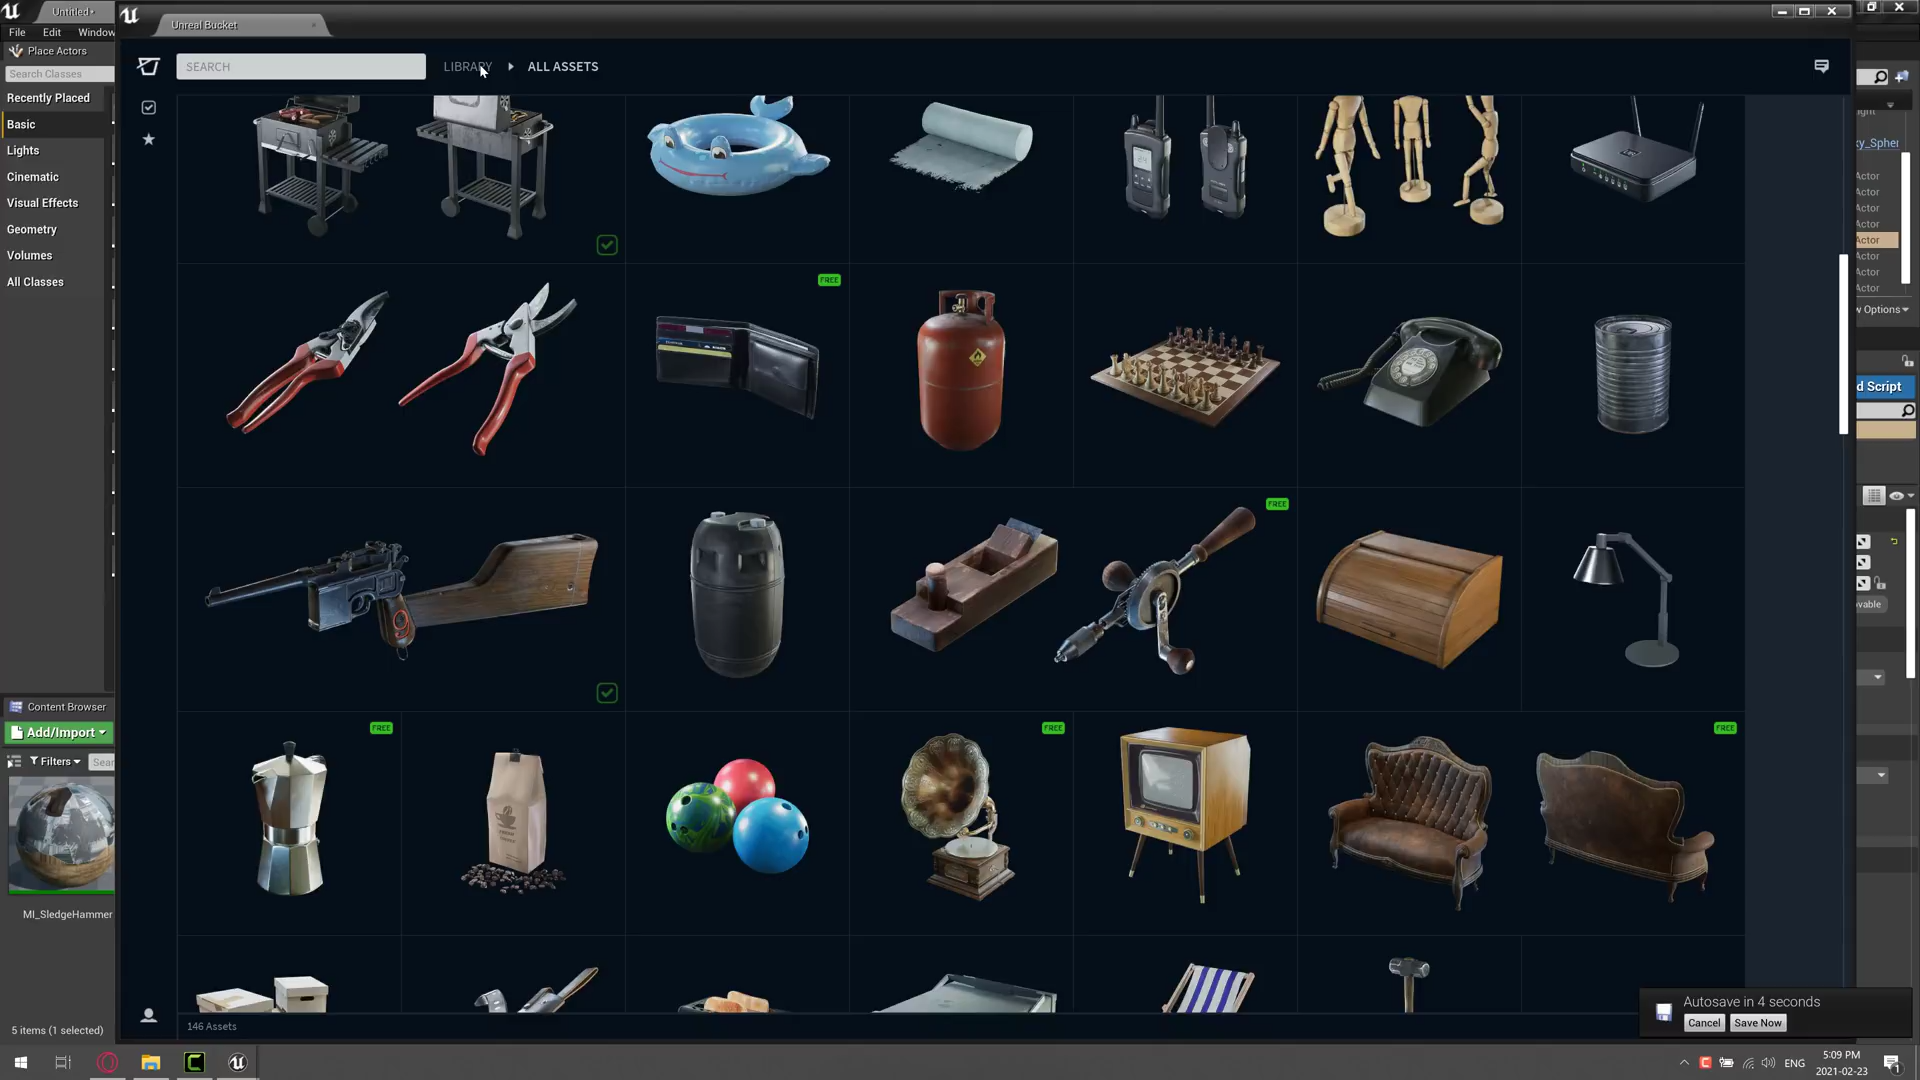 Untitled•
Unreal Bucket
File Edit Window
Place Actors
Search Classes
Recently Placed
Basic
Lights
Cinematic
Visual Effects
Geometry
Volumes
All Classes
SEARCH
LIBRARY
ALL ASSETS
FREE
FREE
FREE
FREE
FREE
146 Assets
ky_Spher
Actor
Actor
Actor
Actor
Actor
Actor
Actor
Actor
w Options
d Script
ovable
Content Browser
Add/Import
Filters
Sear
MI_SledgeHammer
5 items (1 selected)
Autosave in 4 seconds
Cancel
Save Now
ENG
5:09 PM
2021-02-23